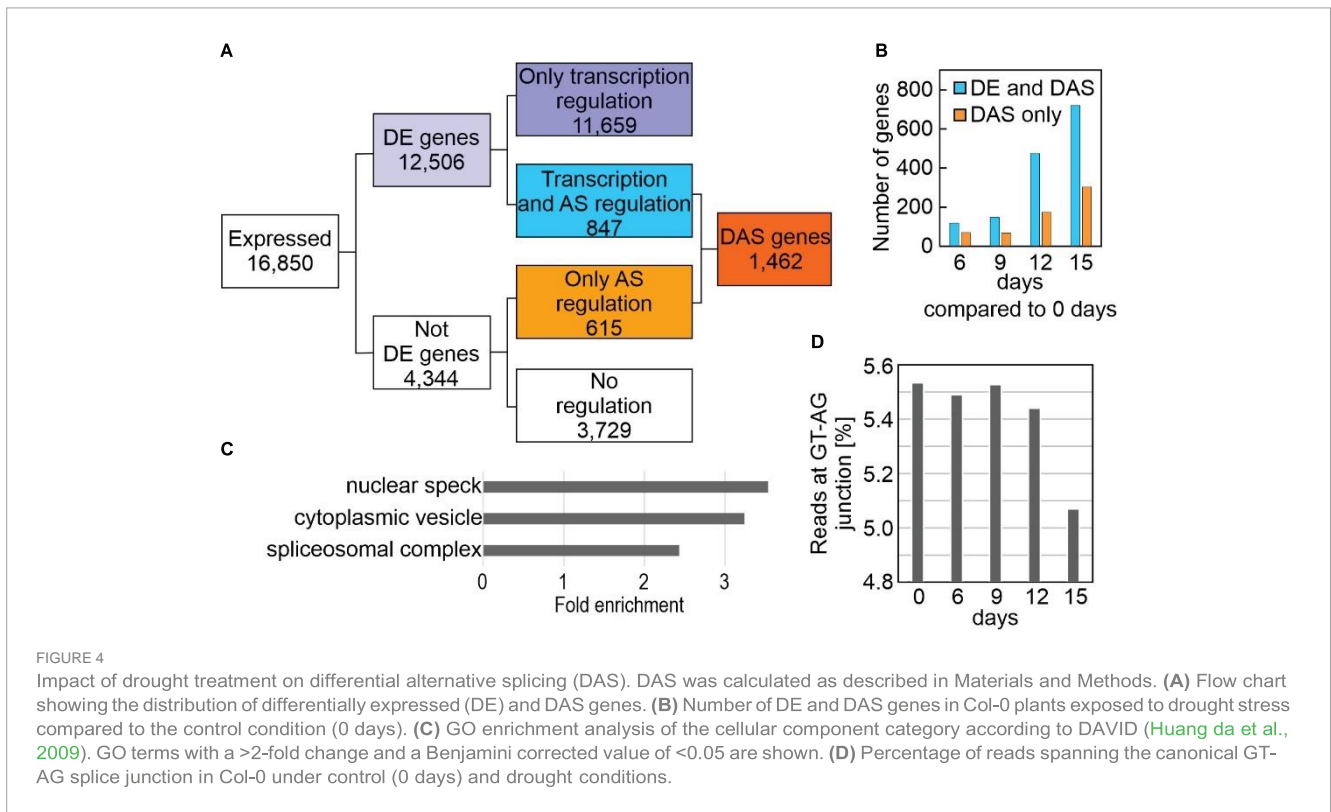 A
Expressed
16,850
DE genes
12,506
Not
DE genes
4,344
Only transcription
regulation
11,659
Transcription
and AS regulation
847
Only AS
regulation
615
No
regulation
3,729
DAS genes
1,462
B
Number of genes
800
600
400
200
0
DE and DAS
DAS only
6 9 12 15
days
compared to 0 days
C
nuclear speck
cytoplasmic vesicle
spliceosomal complex
0 1 2 3
Fold enrichment
D
Reads at GT-AG
junction [%]
5.6
5.4
5.2
5.0
4.8
0 6 9 12 15
days
FIGURE 4
Impact of drought treatment on differential alternative splicing (DAS). DAS was calculated as described in Materials and Methods. (A) Flow chart
showing the distribution of differentially expressed (DE) and DAS genes. (B) Number of DE and DAS genes in Col-0 plants exposed to drought stress
compared to the control condition (0 days). (C) GO enrichment analysis of the cellular component category according to DAVID (Huang da et al.,
2009). GO terms with a >2-fold change and a Benjamini corrected value of <0.05 are shown. (D) Percentage of reads spanning the canonical GT-
AG splice junction in Col-0 under control (0 days) and drought conditions.